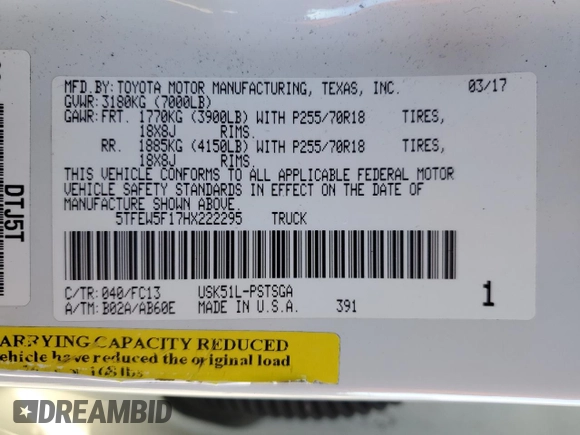 MFD.BY: TOYOTA MOTOR MANUFACTURING, TEXAS, INC. 03/17
GVWR: 3180KG (7000LB)
GAWR: FRT. 1770KG (3900LB) WITH P255/70R18 TIRES,
18X8J RIMS.
RR. 1885KG (4150LB) WITH P255/70R18 TIRES,
18X8J RIMS.
THIS VEHICLE CONFORMS TO ALL APPLICABLE FEDERAL MOTOR
VEHICLE SAFETY STANDARDS IN EFFECT ON THE DATE OF
MANUFACTURE SHOWN ABOVE.
5TFEW5F17HX222295 TRUCK
C/TR: 040/FC13 USK51L-PSTSGA
A/TM: B02A/AB60E MADE IN U.S.A. 391
1
DTJ5T
ARRYING CAPACITY REDUCED
ehicle have reduced the original load
168 lbs
DREAMBID